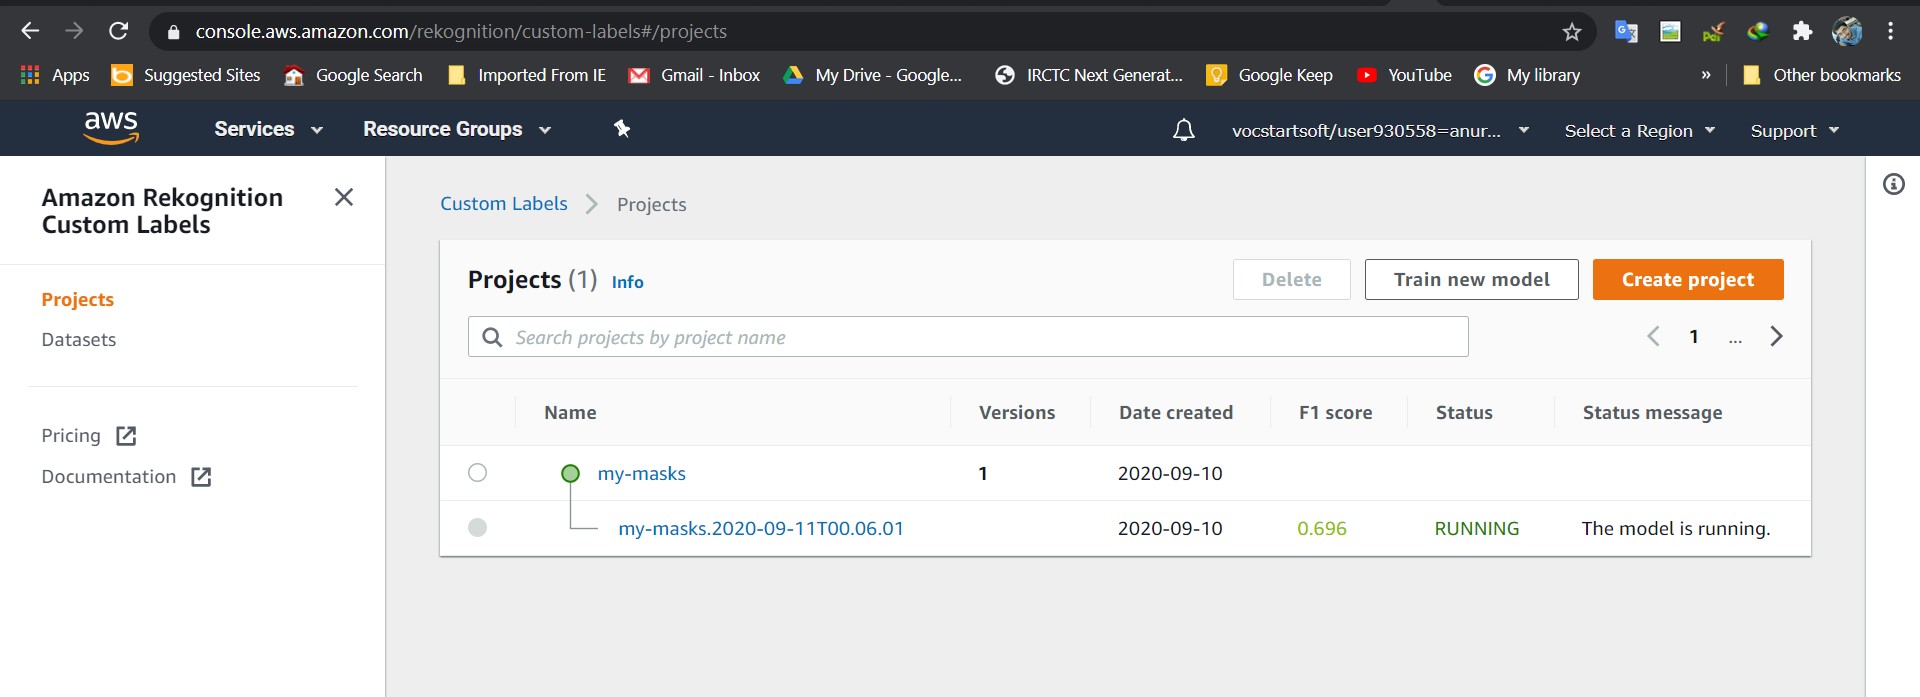 console.aws.amazon.com/rekognition/custom-labels#/projects
Apps Suggested Sites Google Search Imported From IE Gmail - Inbox My Drive - Google... IRCTC Next Generat... Google Keep YouTube My library » Other bookmarks
aws Services Resource Groups vocstartsoft/user930558=anur... Select a Region Support
Amazon Rekognition
Custom Labels
Projects
Datasets
Pricing
Documentation
Custom Labels > Projects
Projects (1) Info Delete Train new model Create project
Search projects by project name 1 ...
Name Versions Date created F1 score Status Status message
my-masks 1 2020-09-10
my-masks.2020-09-11T00.06.01 2020-09-10 0.696 RUNNING The model is running.